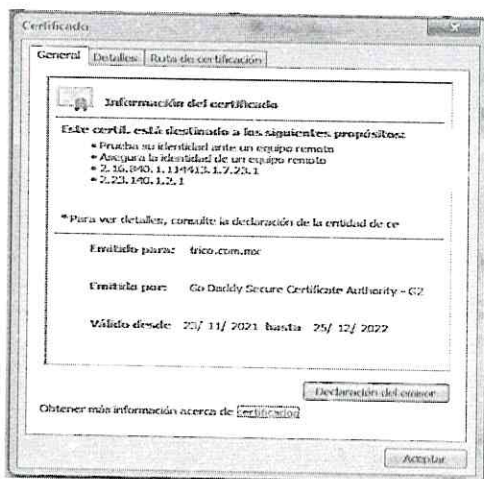 Certificado
General Detalles Ruta de certificación
Información del certificado
Este certif. está destinado a los siguientes propósitos:
• Prueba su identidad ante un equipo remoto
• Asegura la identidad de un equipo remoto
• 2.16.840.1.114413.1.7.23.1
• 2.23.140.1.2.1
* Para ver detalles, consulte la declaración de la entidad de ce
Emitido para: trico.com.mx
Emitido por: Go Daddy Secure Certificate Authority - G2
Válido desde 23/ 11/ 2021 hasta 25/ 12/ 2022
Declaración del emisor
Obtener más información acerca de certificados
Aceptar